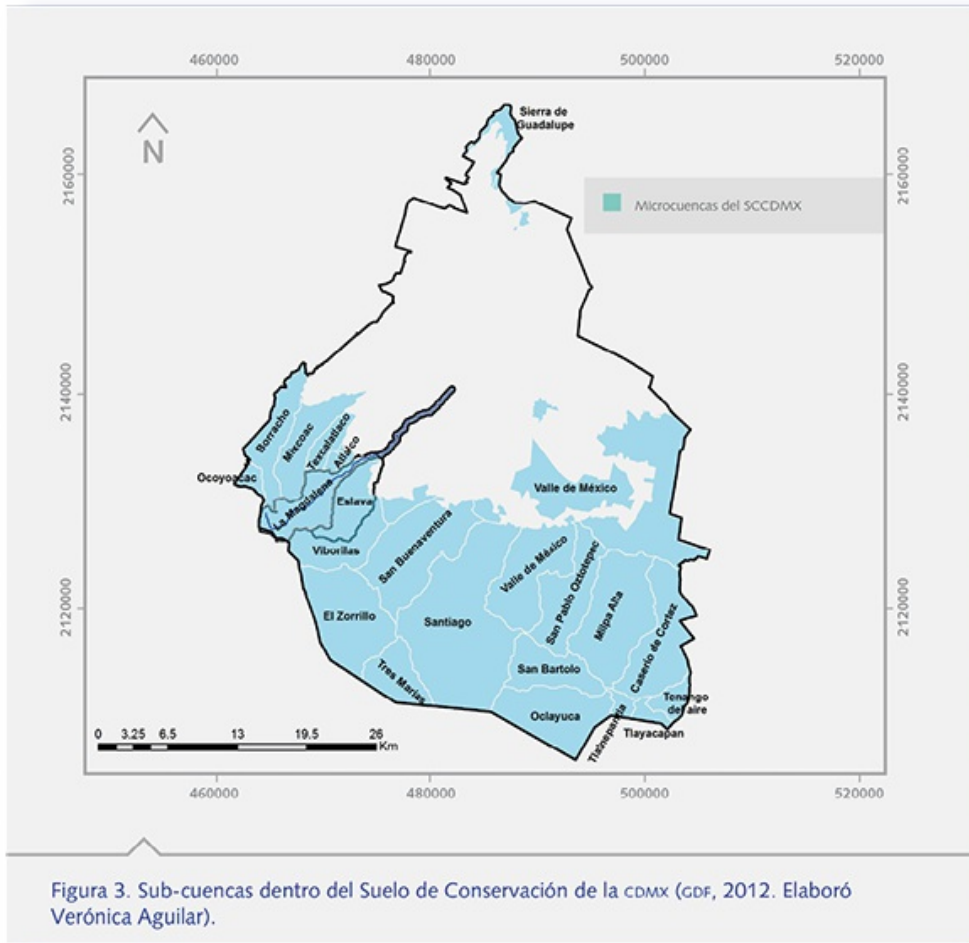 460000 480000 500000 520000
Sierra de
Guadalupe
N
2160000 2160000
Microcuencas del SCCDMX
2140000 2140000
Borracho
Mixcoac
Texcalatlaco
Atlalco
Ocoyoacac
La Magdalena
Eslava
Valle de México
Viborillas
San Buenaventura
Valle de México
San Pablo Oztotepec
Milpa Alta
Caserio de Cortez
2120000 2120000
El Zorrillo
Santiago
Tres Marias
San Bartolo
Tenango
del aire
Oclayuca
Tlalnepantla
Tlayacapan
0 3.25 6.5 13 19.5 26
Km
460000 480000 500000 520000
Figura 3. Sub-cuencas dentro del Suelo de Conservación de la CDMX (GDF, 2012. Elaboró
Verónica Aguilar).